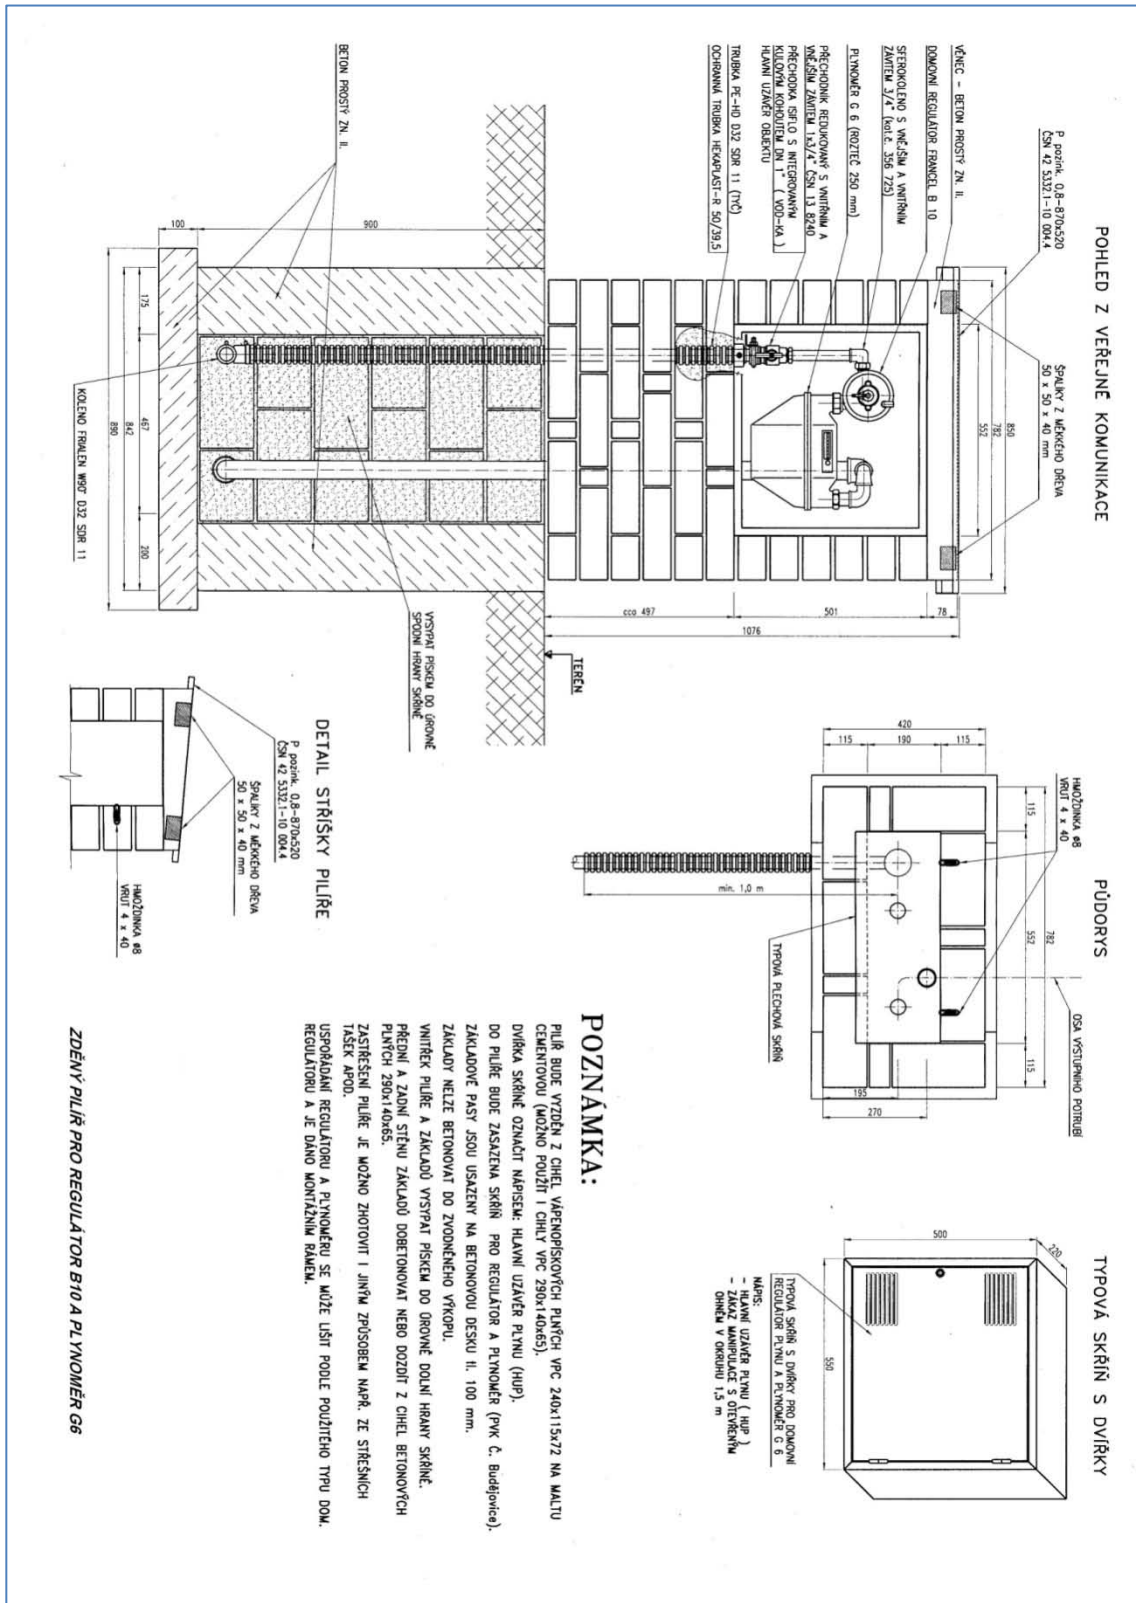 POHLED Z VEŘEJNÉ KOMUNIKACE
P pozink. 0,8-870x520
ČSN 42 5332.1-10 004.4
VĚNEC - BETON PROSTÝ ZN. II.
DOMOVNÍ REGULÁTOR FRANCEL B 10
SFEROKOLENO S VNĚJŠÍM A VNITŘNÍM
ZÁVITEM 3/4" (kat.č. 356 725)
PLYNOMĚR G 6 (ROZTEČ 250 mm)
PŘECHODNÍK REDUKOVANÝ S VNITŘNÍM A
VNĚJŠÍM ZÁVITEM 1x3/4" ČSN 13 8240
PŘECHODKA ISIFLO S INTEGROVANÝM
KULOVÝM KOHOUTEM DN 1" ( VOD-KA )
HLAVNÍ UZÁVĚR OBJEKTU
TRUBKA PE-HD D32 SDR 11 (TYČ)
OCHRANNÁ TRUBKA HEKAPLAST-R 50/39,5
BETON PROSTÝ ZN. II.
ŠPALÍKY Z MĚKKÉHO DŘEVA
50 x 50 x 40 mm
850
782
552
78
501
cca 497
1076
TERÉN
900
100
175
467
200
842
890
KOLENO FRIALEN W90° D32 SDR 11
VYSYPAT PÍSKEM DO ÚROVNĚ
SPODNÍ HRANY SKŘÍNĚ
DETAIL STŘÍŠKY PILÍŘE
P pozink. 0,8-870x520
ČSN 42 5332.1-10 004.4
ŠPALÍKY Z MĚKKÉHO DŘEVA
50 x 50 x 40 mm
HMOŽDINKA ø8
VRUT 4 x 40
PŮDORYS
HMOŽDINKA ø8
VRUT 4 x 40
OSA VÝSTUPNÍHO POTRUBÍ
420
115
190
115
115
552
115
782
195
270
min. 1,0 m
TYPOVÁ PLECHOVÁ SKŘÍŇ
TYPOVÁ SKŘÍŇ S DVÍŘKY
500
220
550
TYPOVÁ SKŘÍŇ S DVÍŘKY PRO DOMOVNÍ
REGULÁTOR PLYNU A PLYNOMĚR G 6
NÁPIS:
- HLAVNÍ UZÁVĚR PLYNU ( HUP )
- ZÁKAZ MANIPULACE S OTEVŘENÝM
OHNĚM V OKRUHU 1,5 m
POZNÁMKA:
PILÍŘ BUDE VYZDĚN Z CIHEL VÁPENOPÍSKOVÝCH PLNÝCH VPC 240x115x72 NA MALTU
CEMENTOVOU (MOŽNO POUŽÍT I CIHLY VPC 290x140x65).
DVÍŘKA SKŘÍNĚ OZNAČIT NÁPISEM: HLAVNÍ UZÁVĚR PLYNU (HUP).
DO PILÍŘE BUDE ZASAZENA SKŘÍŇ PRO REGULÁTOR A PLYNOMĚR (PVK Č. Budějovice).
ZÁKLADOVÉ PASY JSOU USAZENY NA BETONOVOU DESKU tl. 100 mm.
ZÁKLADY NELZE BETONOVAT DO ZVODNĚNÉHO VÝKOPU.
VNITŘEK PILÍŘE A ZÁKLADŮ VYSYPAT PÍSKEM DO ÚROVNĚ DOLNÍ HRANY SKŘÍNĚ.
PŘEDNÍ A ZADNÍ STĚNU ZÁKLADŮ DOBETONOVAT NEBO DOZDÍT Z CIHEL BETONOVÝCH
PLNÝCH 290x140x65.
ZASTŘEŠENÍ PILÍŘE JE MOŽNO ZHOTOVIT I JINÝM ZPŮSOBEM NAPŘ. ZE STŘEŠNÍCH
TAŠEK APOD.
USPOŘÁDÁNÍ REGULÁTORU A PLYNOMĚRU SE MŮŽE LIŠIT PODLE POUŽITÉHO TYPU DOM.
REGULÁTORU A JE DÁNO MONTÁŽNÍM RÁMEM.
ZDĚNÝ PILÍŘ PRO REGULÁTOR B10 A PLYNOMĚR G6